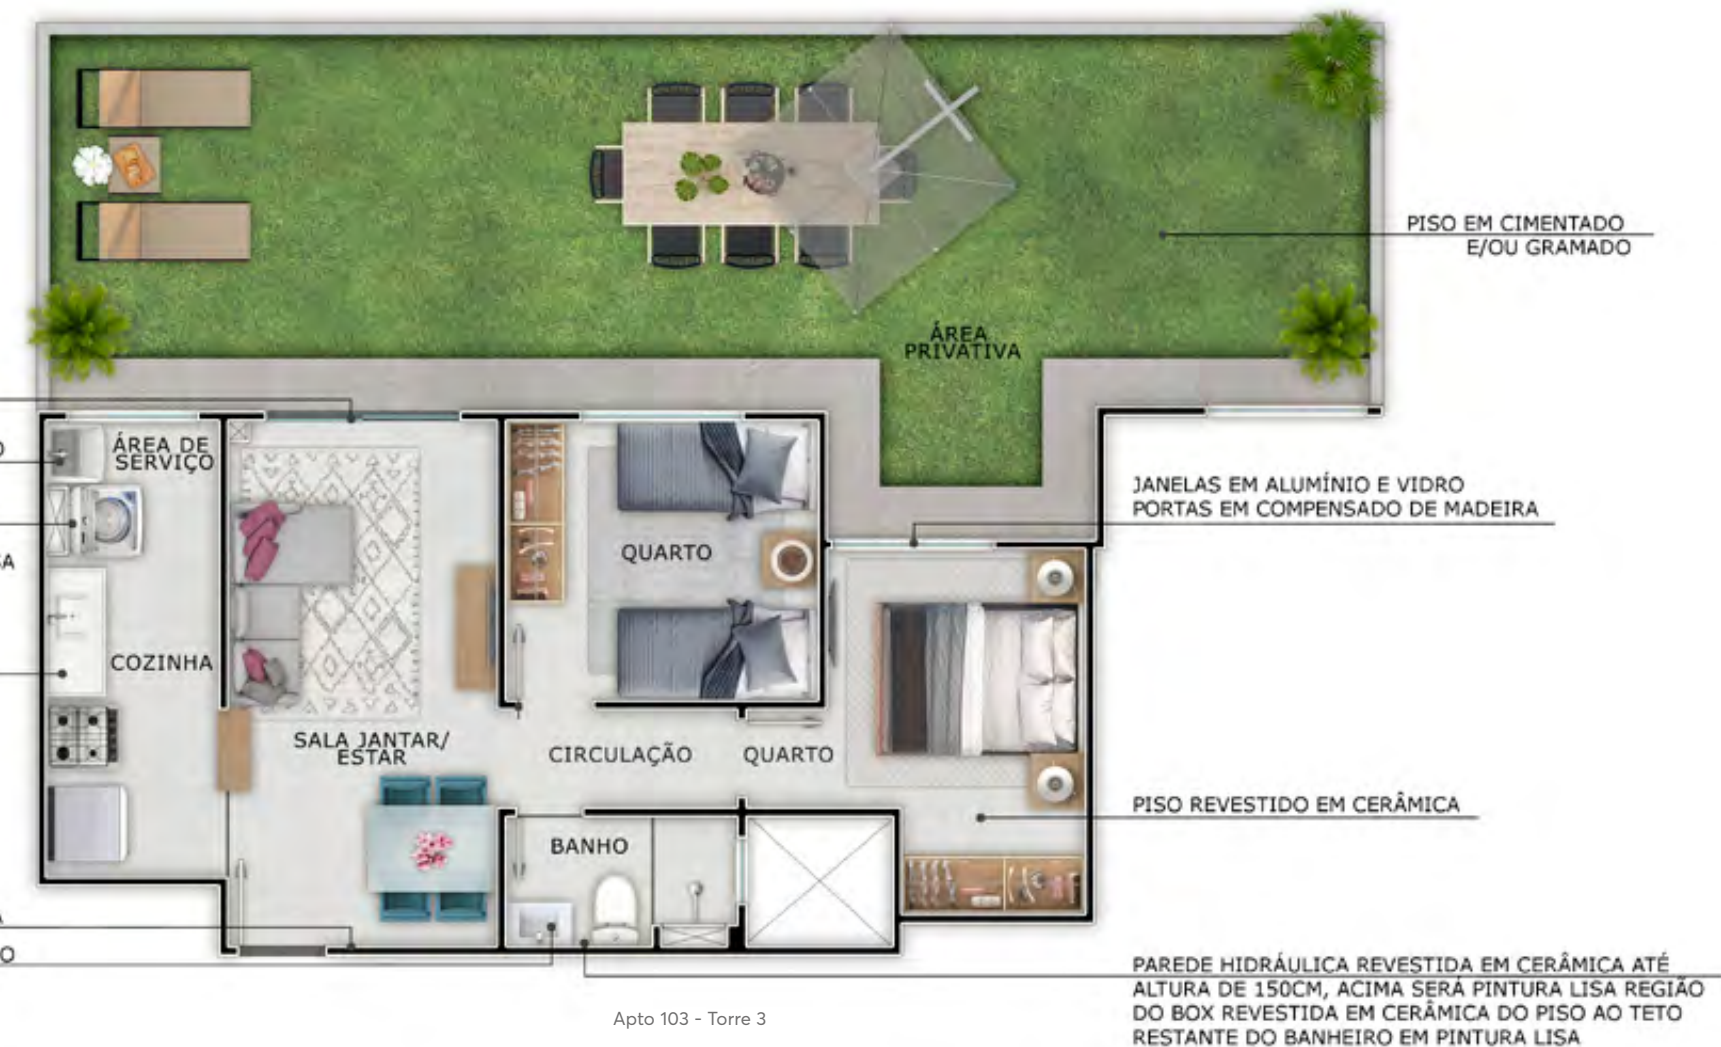 PISO EM CIMENTADO
E/OU GRAMADO
ÁREA
PRIVATIVA
O
ÁREA DE
SERVIÇO
JANELAS EM ALUMÍNIO E VIDRO
PORTAS EM COMPENSADO DE MADEIRA
QUARTO
SA
COZINHA
SALA JANTAR/
ESTAR
CIRCULAÇÃO
QUARTO
PISO REVESTIDO EM CERÂMICA
BANHO
A
O
PAREDE HIDRÁULICA REVESTIDA EM CERÂMICA ATÉ
ALTURA DE 150CM, ACIMA SERÁ PINTURA LISA REGIÃO
DO BOX REVESTIDA EM CERÂMICA DO PISO AO TETO
RESTANTE DO BANHEIRO EM PINTURA LISA
Apto 103 - Torre 3